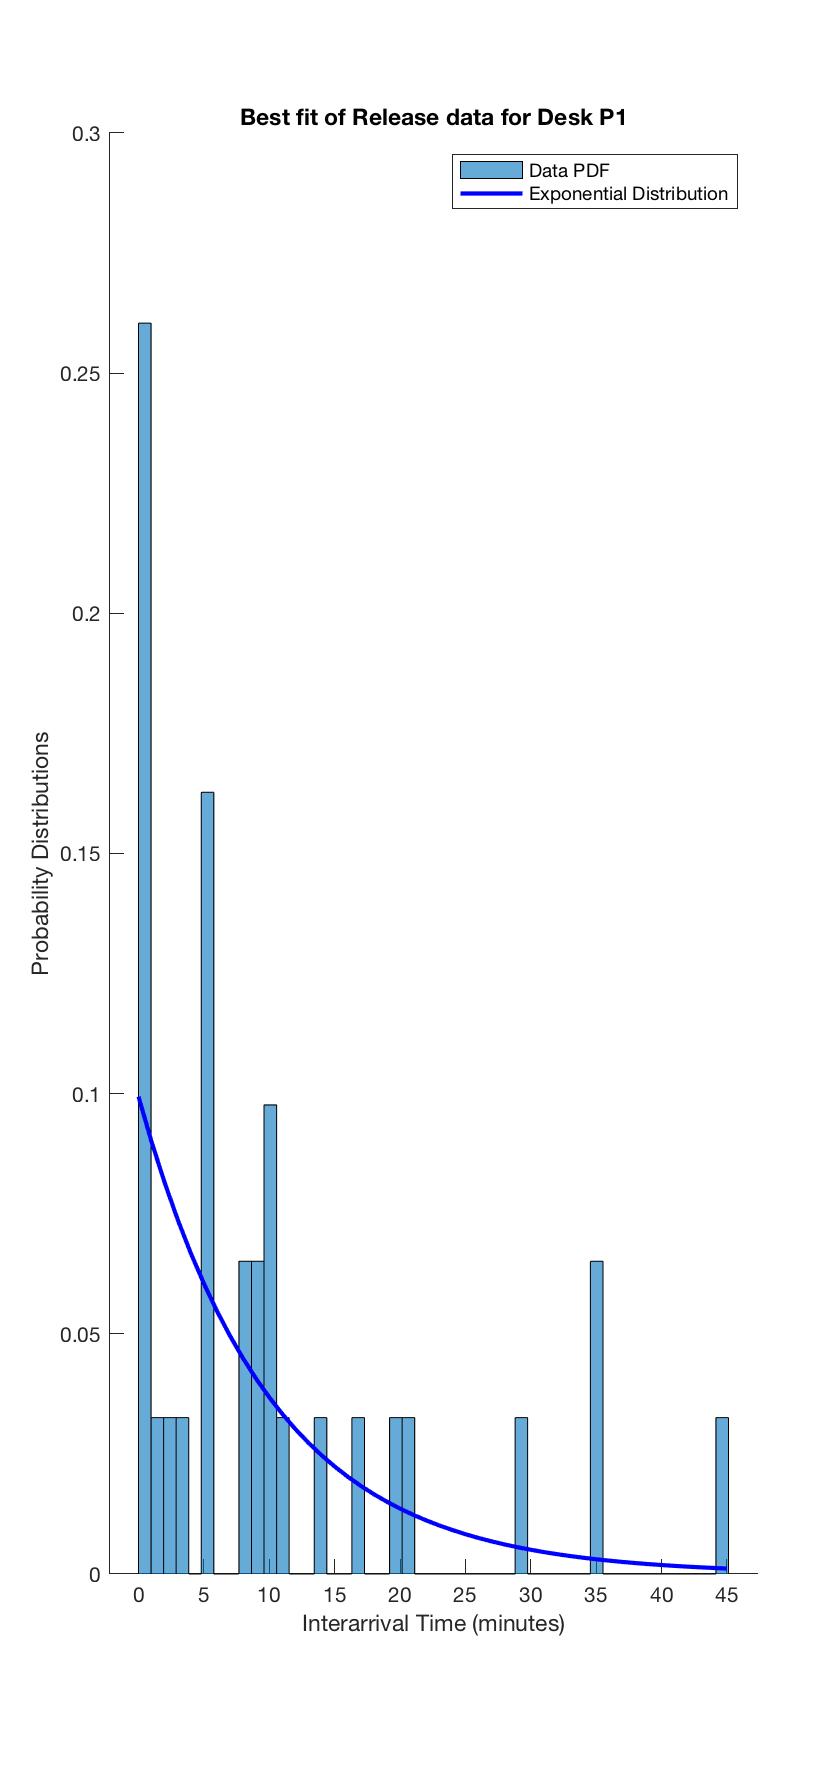 Best fit of Release data for Desk P1
Data PDF
Exponential Distribution
0.3
0.25
0.2
0.15
0.1
0.05
0
Probability Distributions
0 5 10 15 20 25 30 35 40 45
Interarrival Time (minutes)